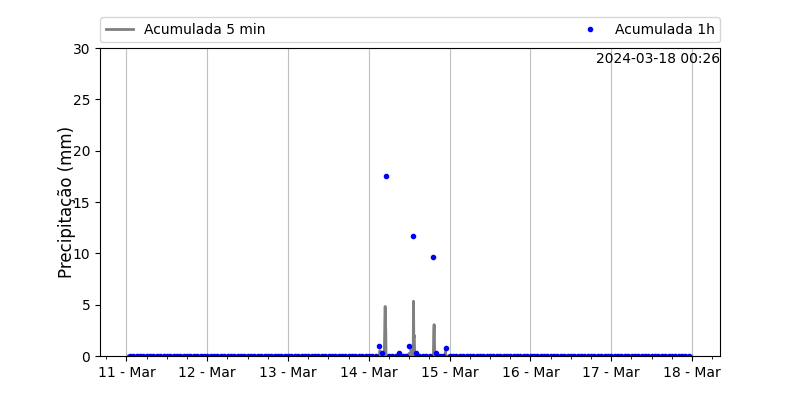 Acumulada 5 min
Acumulada 1h
2024-03-18 00:26
Precipitação (mm)
30
25
20
15
10
5
0
11 - Mar
12 - Mar
13 - Mar
14 - Mar
15 - Mar
16 - Mar
17 - Mar
18 - Mar